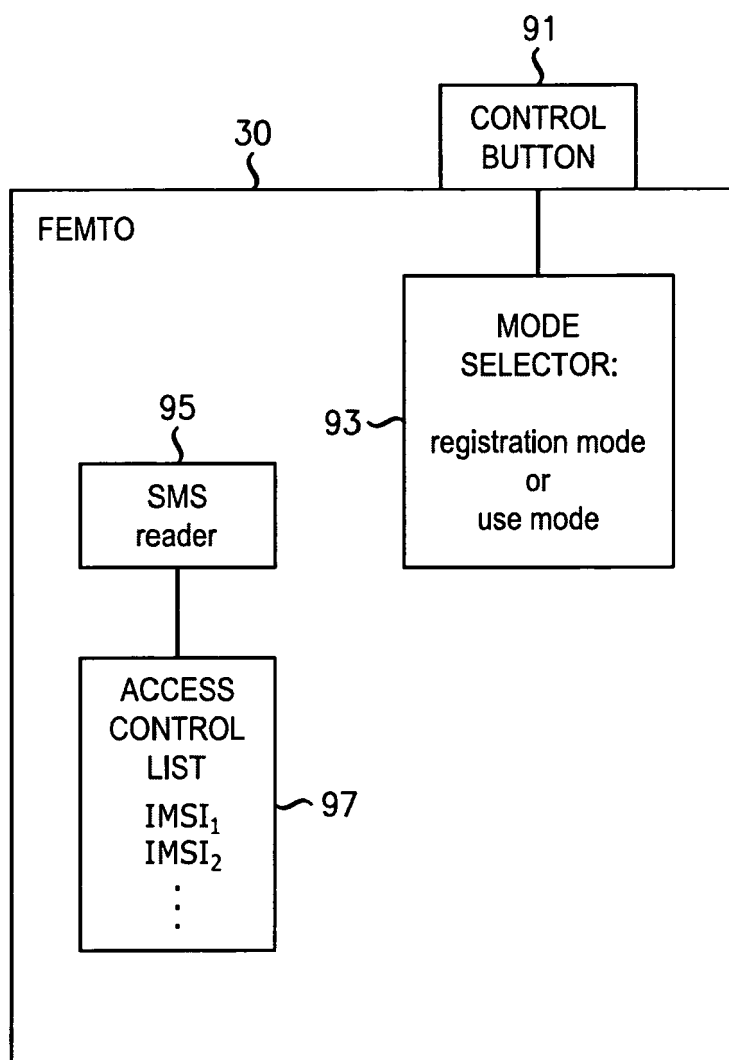 91
CONTROL
BUTTON
30
FEMTO
MODE
SELECTOR:
93
registration mode
or
use mode
95
SMS
reader
ACCESS
CONTROL
LIST
97
IMSI₁
IMSI₂